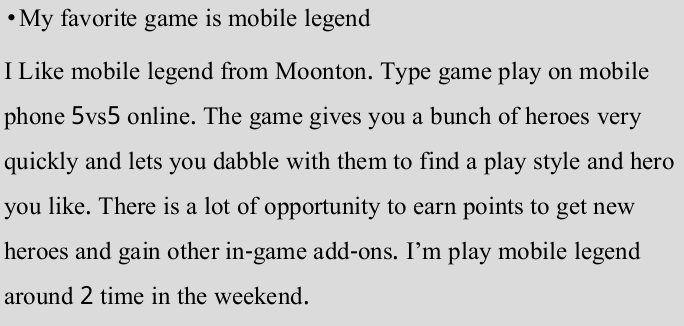 •My favorite game is mobile legend
I Like mobile legend from Moonton. Type game play on mobile
phone 5vs5 online. The game gives you a bunch of heroes very
quickly and lets you dabble with them to find a play style and hero
you like. There is a lot of opportunity to earn points to get new
heroes and gain other in-game add-ons. I’m play mobile legend
around 2 time in the weekend.